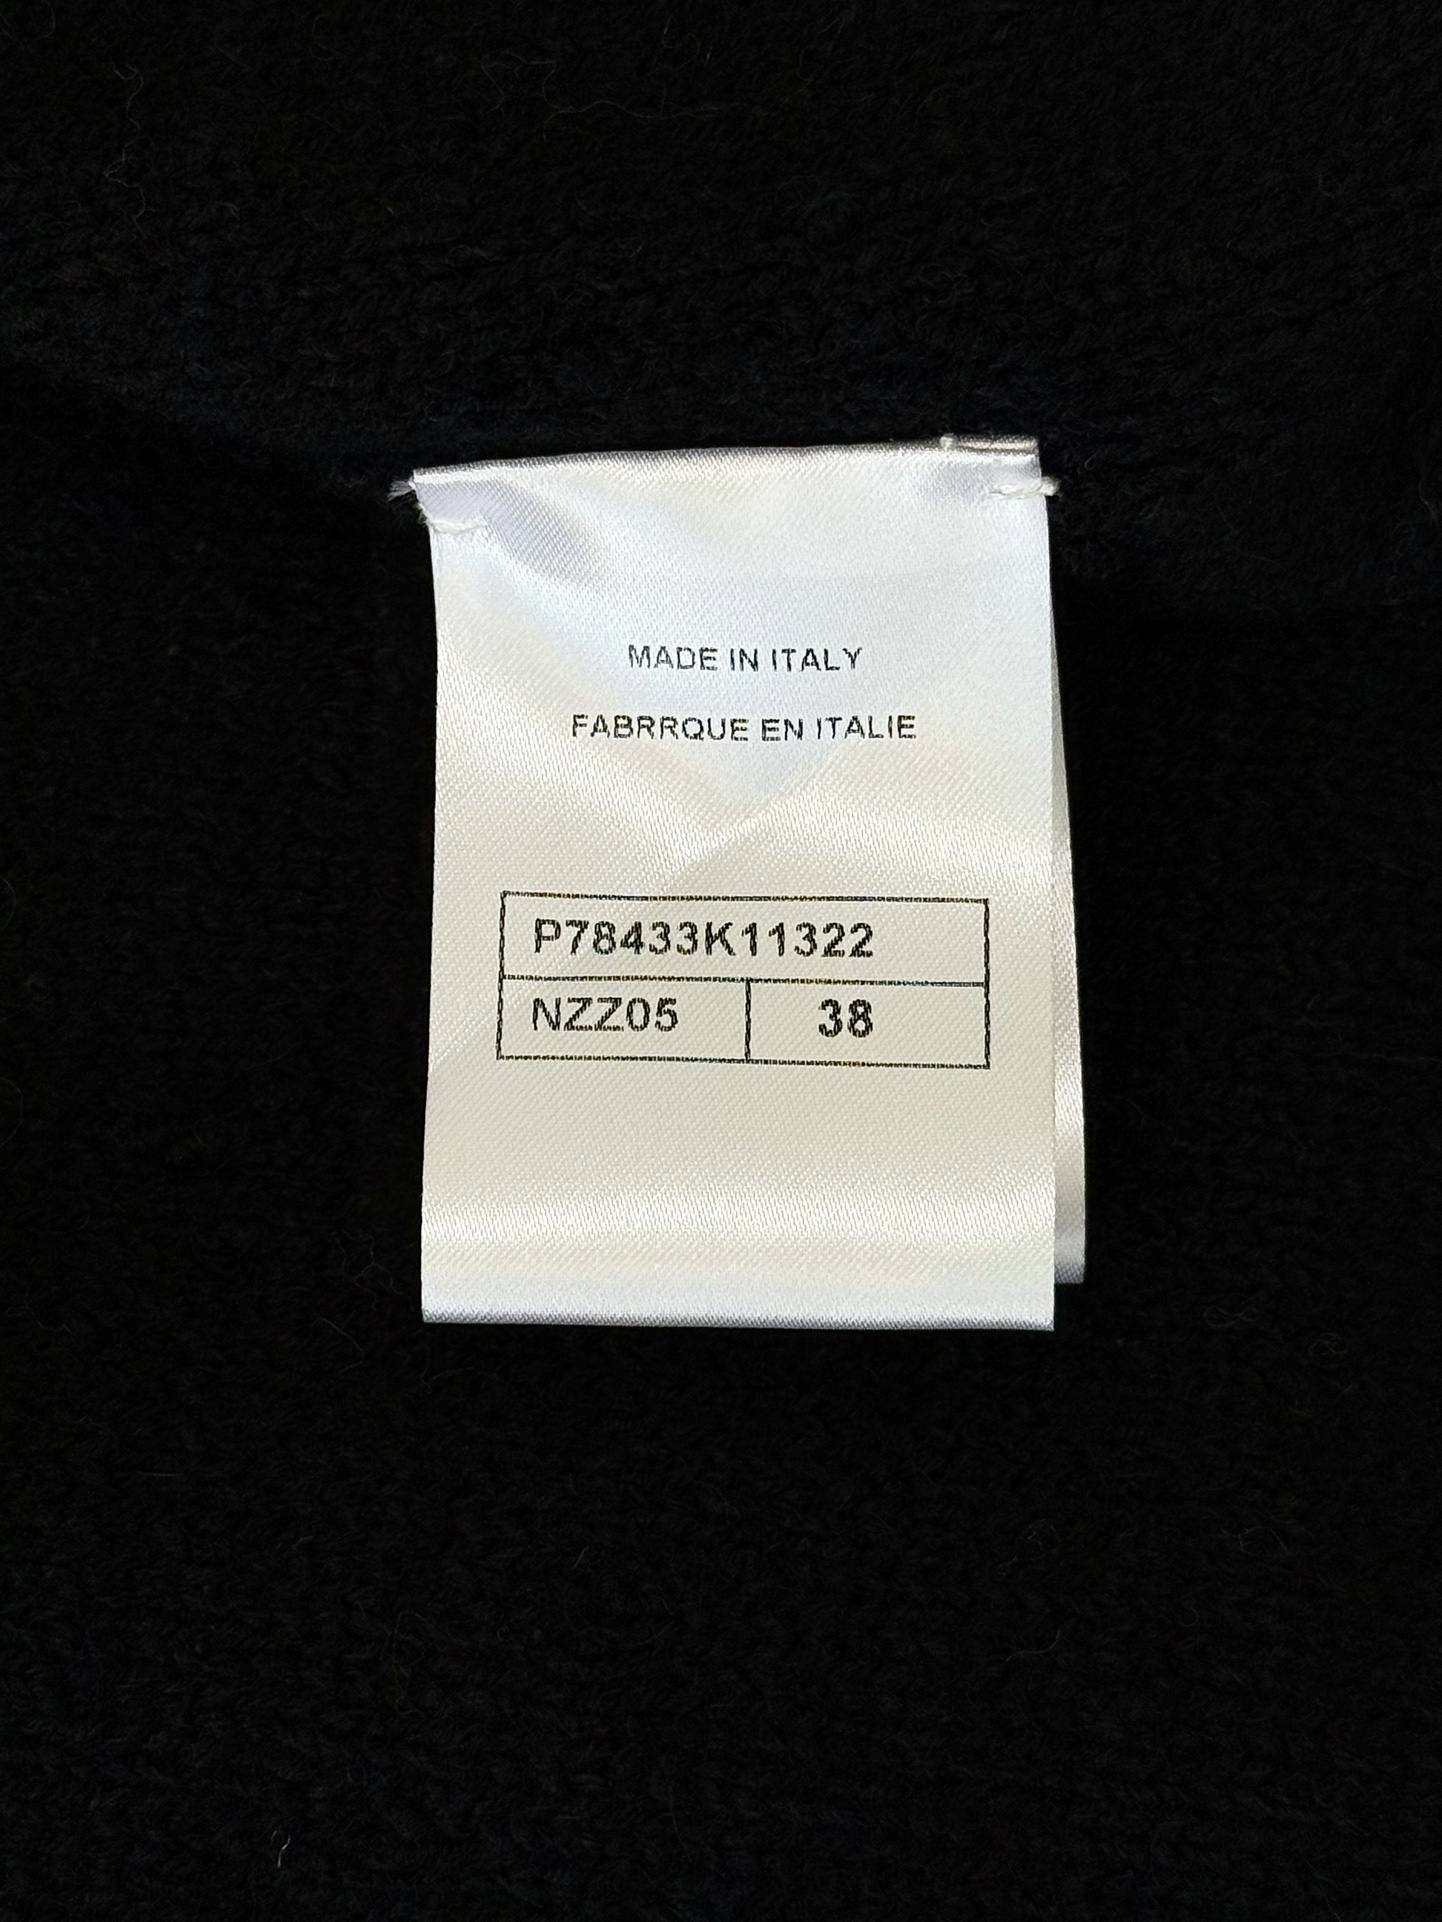 MADE IN ITALY
FABRRQUE EN ITALIE
P78433K11322
NZZ05 38